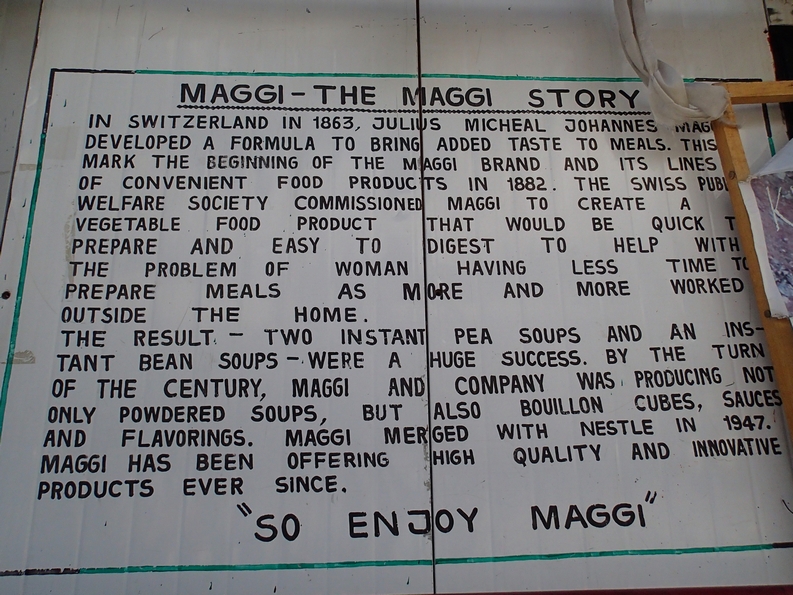 MAGGI - THE MAGGI STORY
IN SWITZERLAND IN 1863, JULIUS MICHEAL JOHANNES MAGG
DEVELOPED A FORMULA TO BRING ADDED TASTE TO MEALS. THIS
MARK THE BEGINNING OF THE MAGGI BRAND AND ITS LINES
OF CONVENIENT FOOD PRODUCTS IN 1882. THE SWISS PUB
WELFARE SOCIETY COMMISSIONED MAGGI TO CREATE A
VEGETABLE FOOD PRODUCT THAT WOULD BE QUICK T
PREPARE AND EASY TO DIGEST TO HELP WITH
THE PROBLEM OF WOMAN HAVING LESS TIME TO
PREPARE MEALS AS MORE AND MORE WORKED
OUTSIDE THE HOME.
THE RESULT - TWO INSTANT PEA SOUPS AND AN INS-
TANT BEAN SOUPS - WERE A HUGE SUCCESS. BY THE TURN
OF THE CENTURY, MAGGI AND COMPANY WAS PRODUCING NOT
ONLY POWDERED SOUPS, BUT ALSO BOUILLON CUBES, SAUCES
AND FLAVORINGS. MAGGI MERGED WITH NESTLE IN 1947.
MAGGI HAS BEEN OFFERING HIGH QUALITY AND INNOVATIVE
PRODUCTS EVER SINCE.
"SO ENJOY MAGGI"